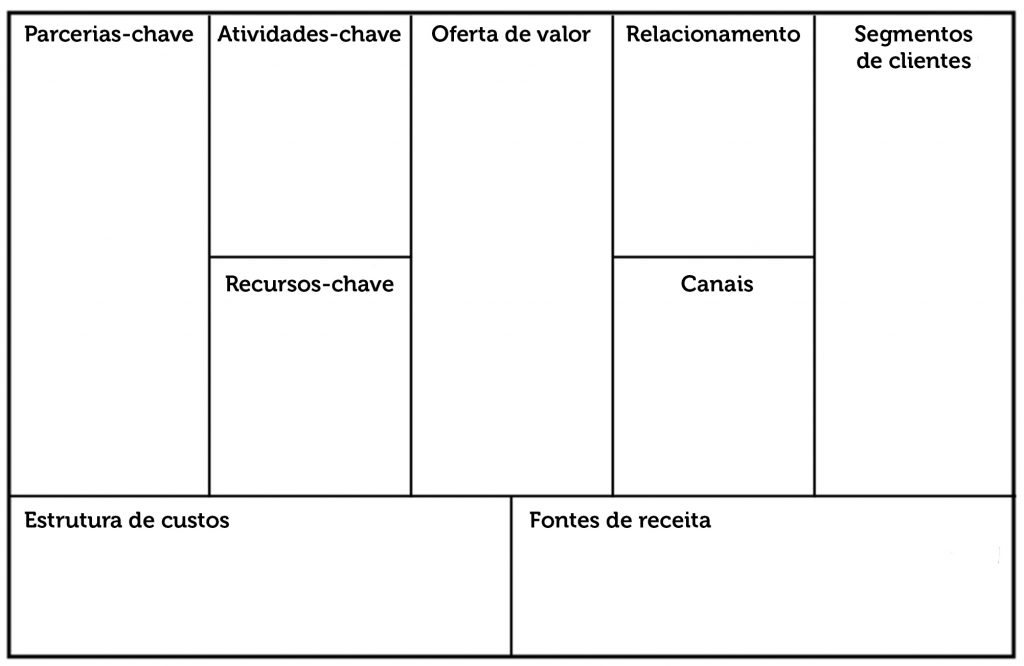 Parcerias-chave
Atividades-chave
Oferta de valor
Relacionamento
Segmentos
de clientes
Recursos-chave
Canais
Estrutura de custos
Fontes de receita